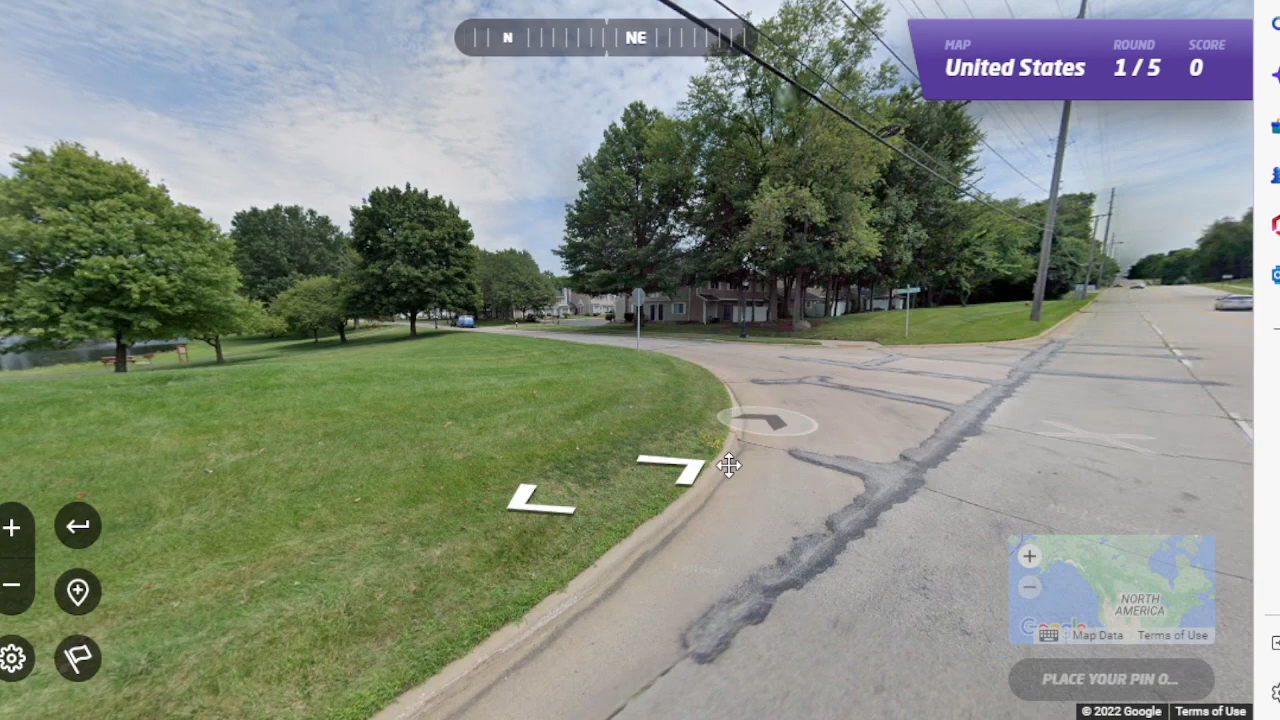 N NE
MAP ROUND SCORE
United States 1 / 5 0
NORTH
AMERICA
Google
Map Data Terms of Use
PLACE YOUR PIN O...
© 2022 Google Terms of Use